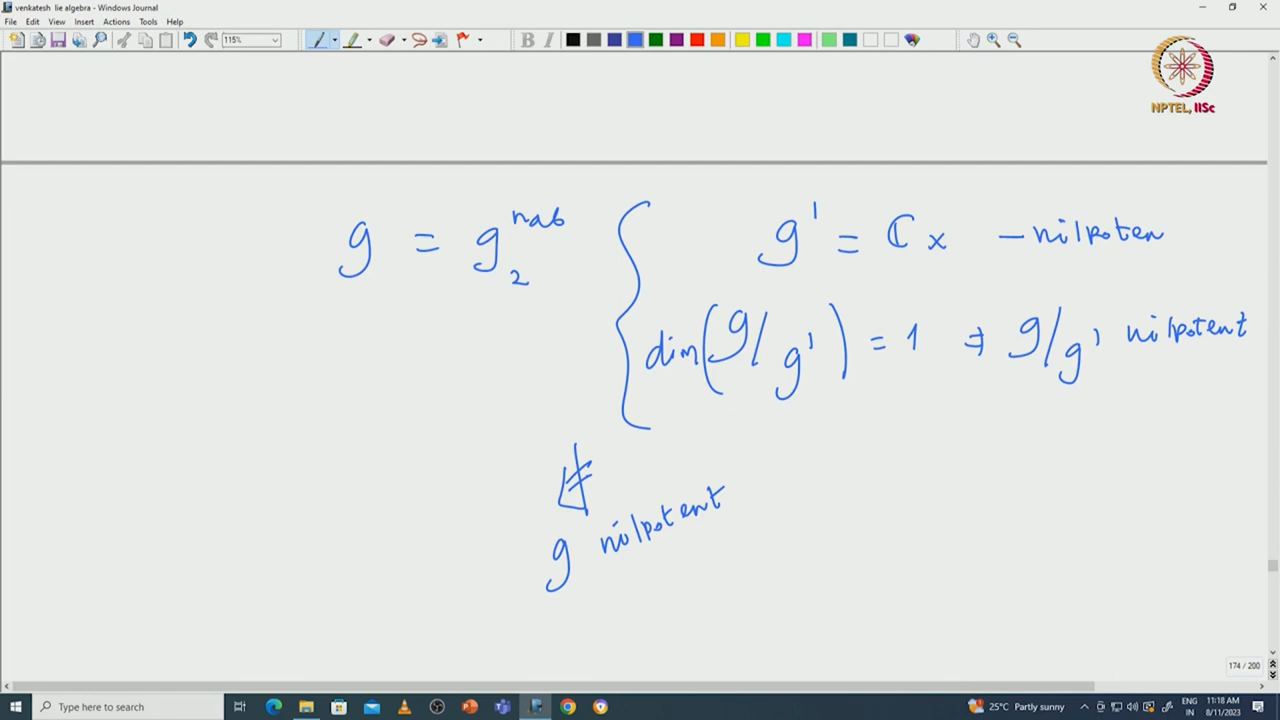 venkatesh lie algebra - Windows Journal
File Edit View Insert Actions Tools Help
115%
B I
NPTEL, IISc
g = g₂ⁿᵃᵇ { g' = ℂx — nilpoten
dim(g/g') = 1 ⇒ g/g' nilpotent
⇏
g nilpotent
174 / 200
Type here to search
25°C Partly sunny
ENG
IN
11:18 AM
8/11/2023